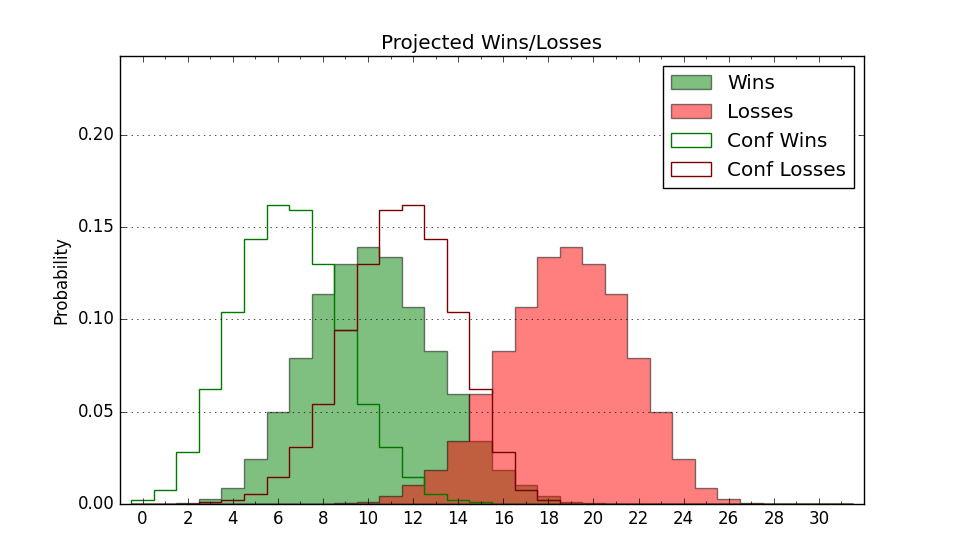 Projected Wins/Losses
Wins
Losses
Conf Wins
Conf Losses
Probability
0.20
0.15
0.10
0.05
0.00
0 2 4 6 8 10 12 14 16 18 20 22 24 26 28 30